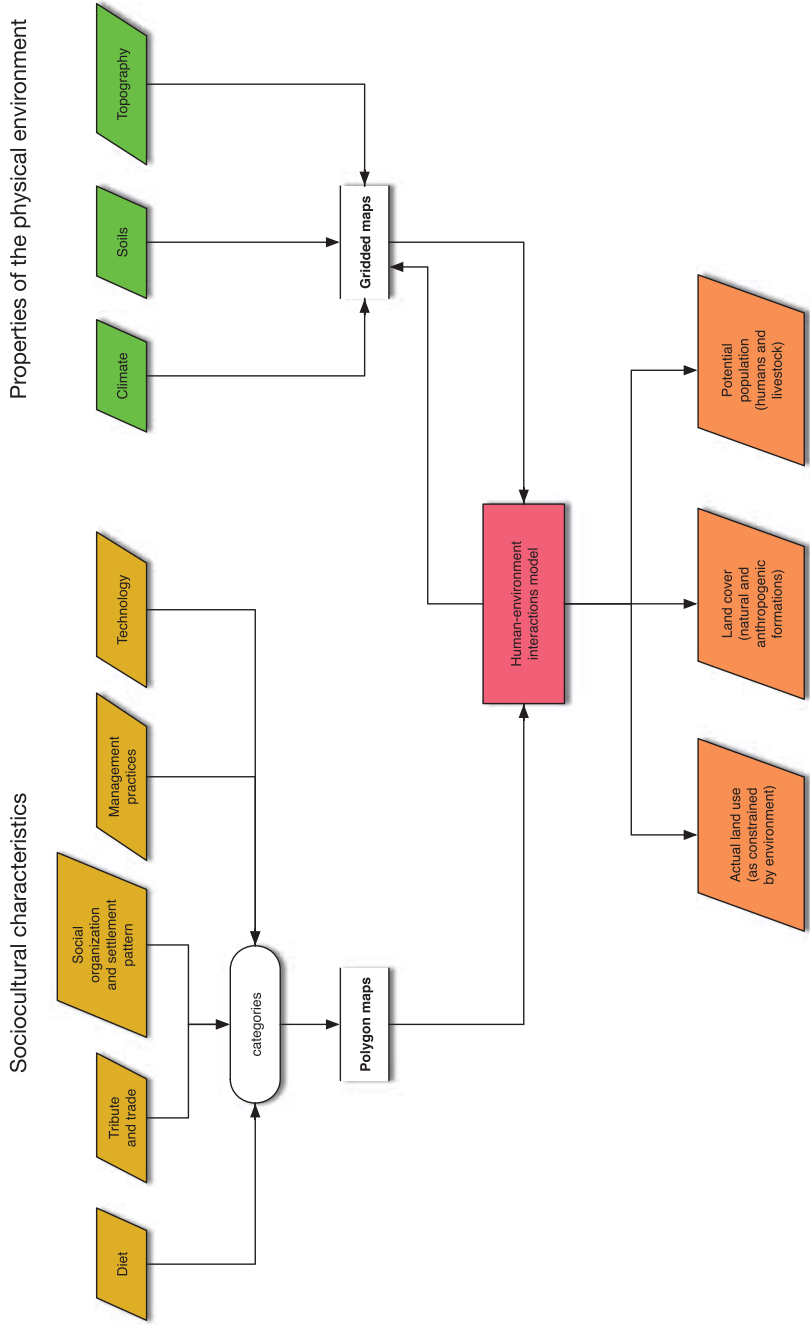 Sociocultural characteristics
Properties of the physical environment
Diet
Tribute
and trade
Social
organization
and settlement
pattern
Management
practices
Technology
Climate
Soils
Topography
categories
Polygon maps
Gridded maps
Human-environment
interactions model
Actual land use
(as constrained
by environment)
Land cover
(natural and
anthropogenic
formations)
Potential
population
(humans and
livestock)